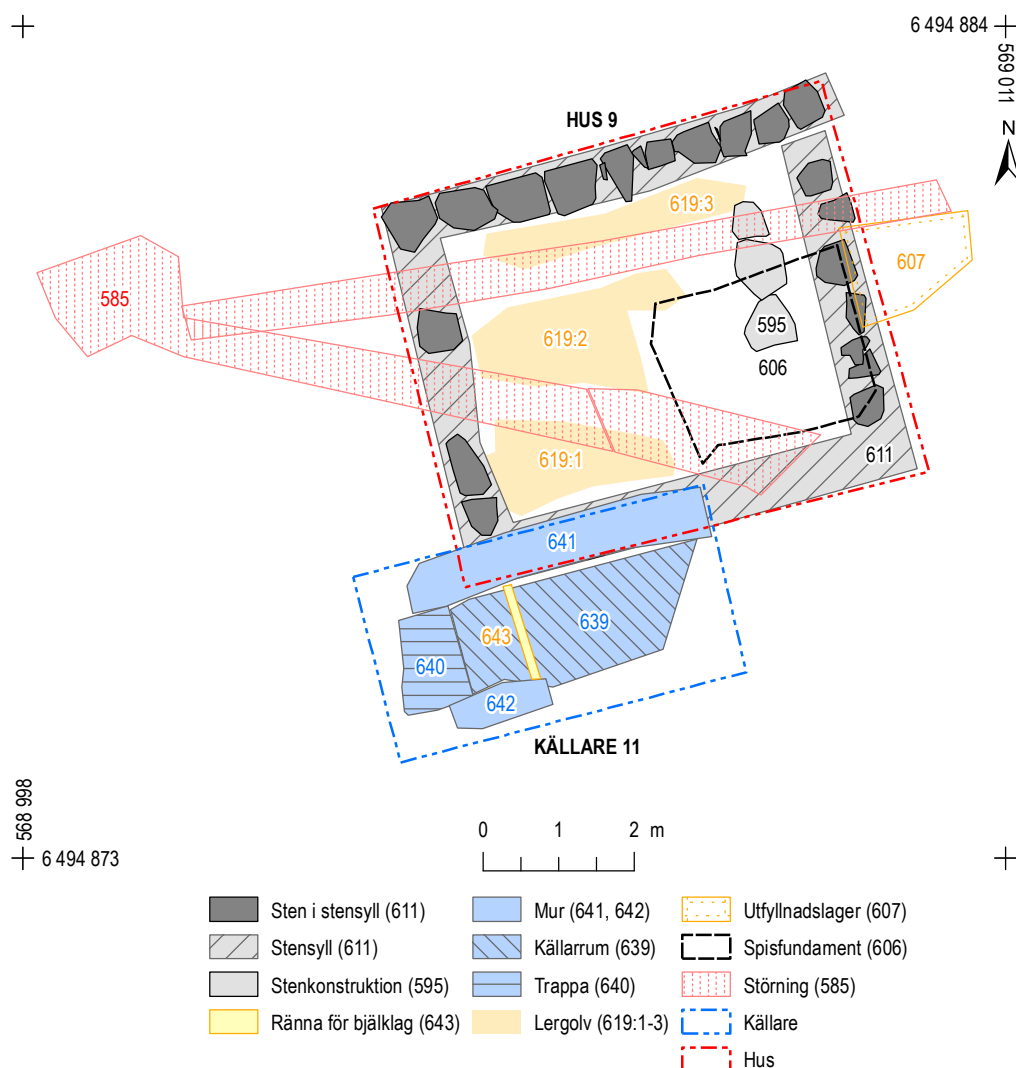 6 494 884
569 011
N
HUS 9
619:3
607
585
595
619:2
606
619:1
611
641
639
643
640
642
KÄLLARE 11
568 998
6 494 873
0 1 2 m
Sten i stensyll (611)
Stensyll (611)
Stenkonstruktion (595)
Ränna för bjälklag (643)
Mur (641, 642)
Källarrum (639)
Trappa (640)
Lergolv (619:1-3)
Utfyllnadslager (607)
Spisfundament (606)
Störning (585)
Källare
Hus